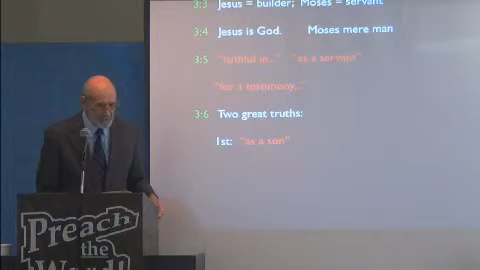 3:3 Jesus = builder; Moses = servant
3:4 Jesus is God. Moses mere man
3:5 "faithful in..." "as a servant"
"for a testimony..."
3:6 Two great truths:
1st: "as a son"
Preach
the
Word!